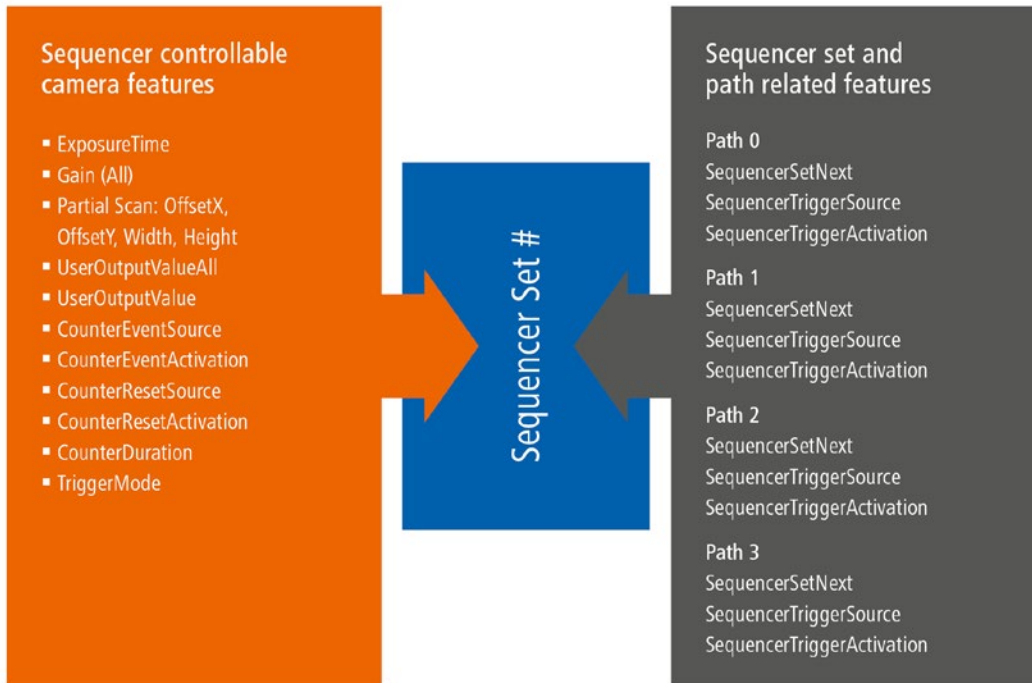 Sequencer controllable
camera features
▪ ExposureTime
▪ Gain (All)
▪ Partial Scan: OffsetX,
OffsetY, Width, Height
▪ UserOutputValueAll
▪ UserOutputValue
▪ CounterEventSource
▪ CounterEventActivation
▪ CounterResetSource
▪ CounterResetActivation
▪ CounterDuration
▪ TriggerMode
Sequencer Set #
Sequencer set and
path related features
Path 0
SequencerSetNext
SequencerTriggerSource
SequencerTriggerActivation
Path 1
SequencerSetNext
SequencerTriggerSource
SequencerTriggerActivation
Path 2
SequencerSetNext
SequencerTriggerSource
SequencerTriggerActivation
Path 3
SequencerSetNext
SequencerTriggerSource
SequencerTriggerActivation